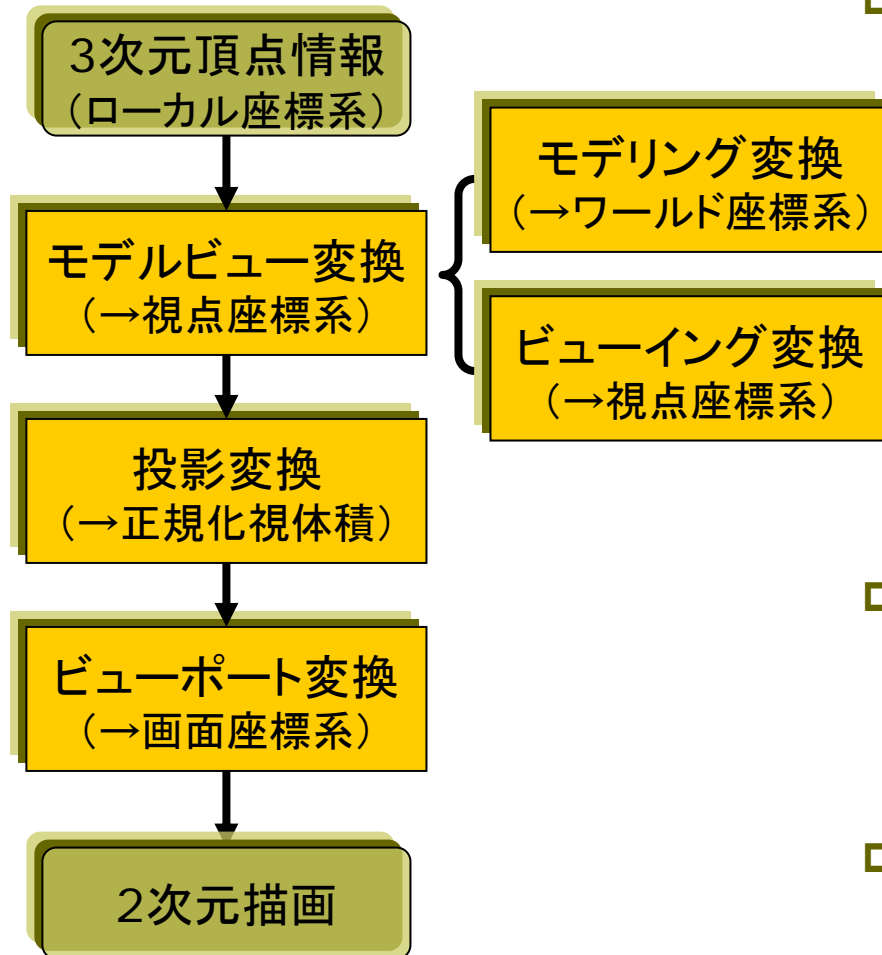 3次元頂点情報
(ローカル座標系)
モデルビュー変換
(→視点座標系)
モデリング変換
(→ワールド座標系)
ビューイング変換
(→視点座標系)
投影変換
(→正規化視体積)
ビューポート変換
(→画面座標系)
2次元描画